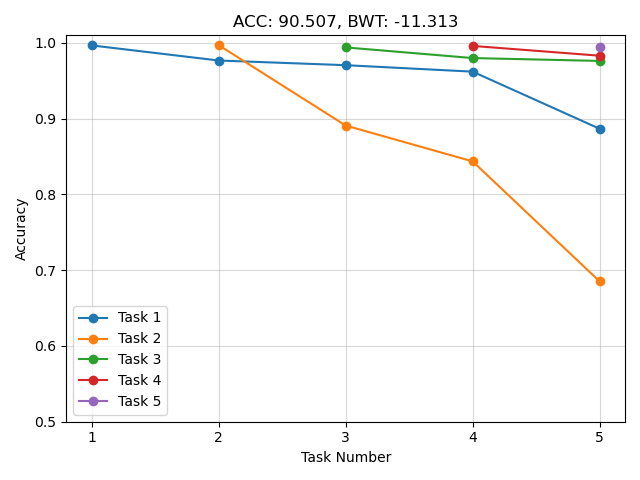 ACC: 90.507, BWT: -11.313
1.0
0.9
0.8
0.7
0.6
0.5
Accuracy
Task 1
Task 2
Task 3
Task 4
Task 5
1 2 3 4 5
Task Number